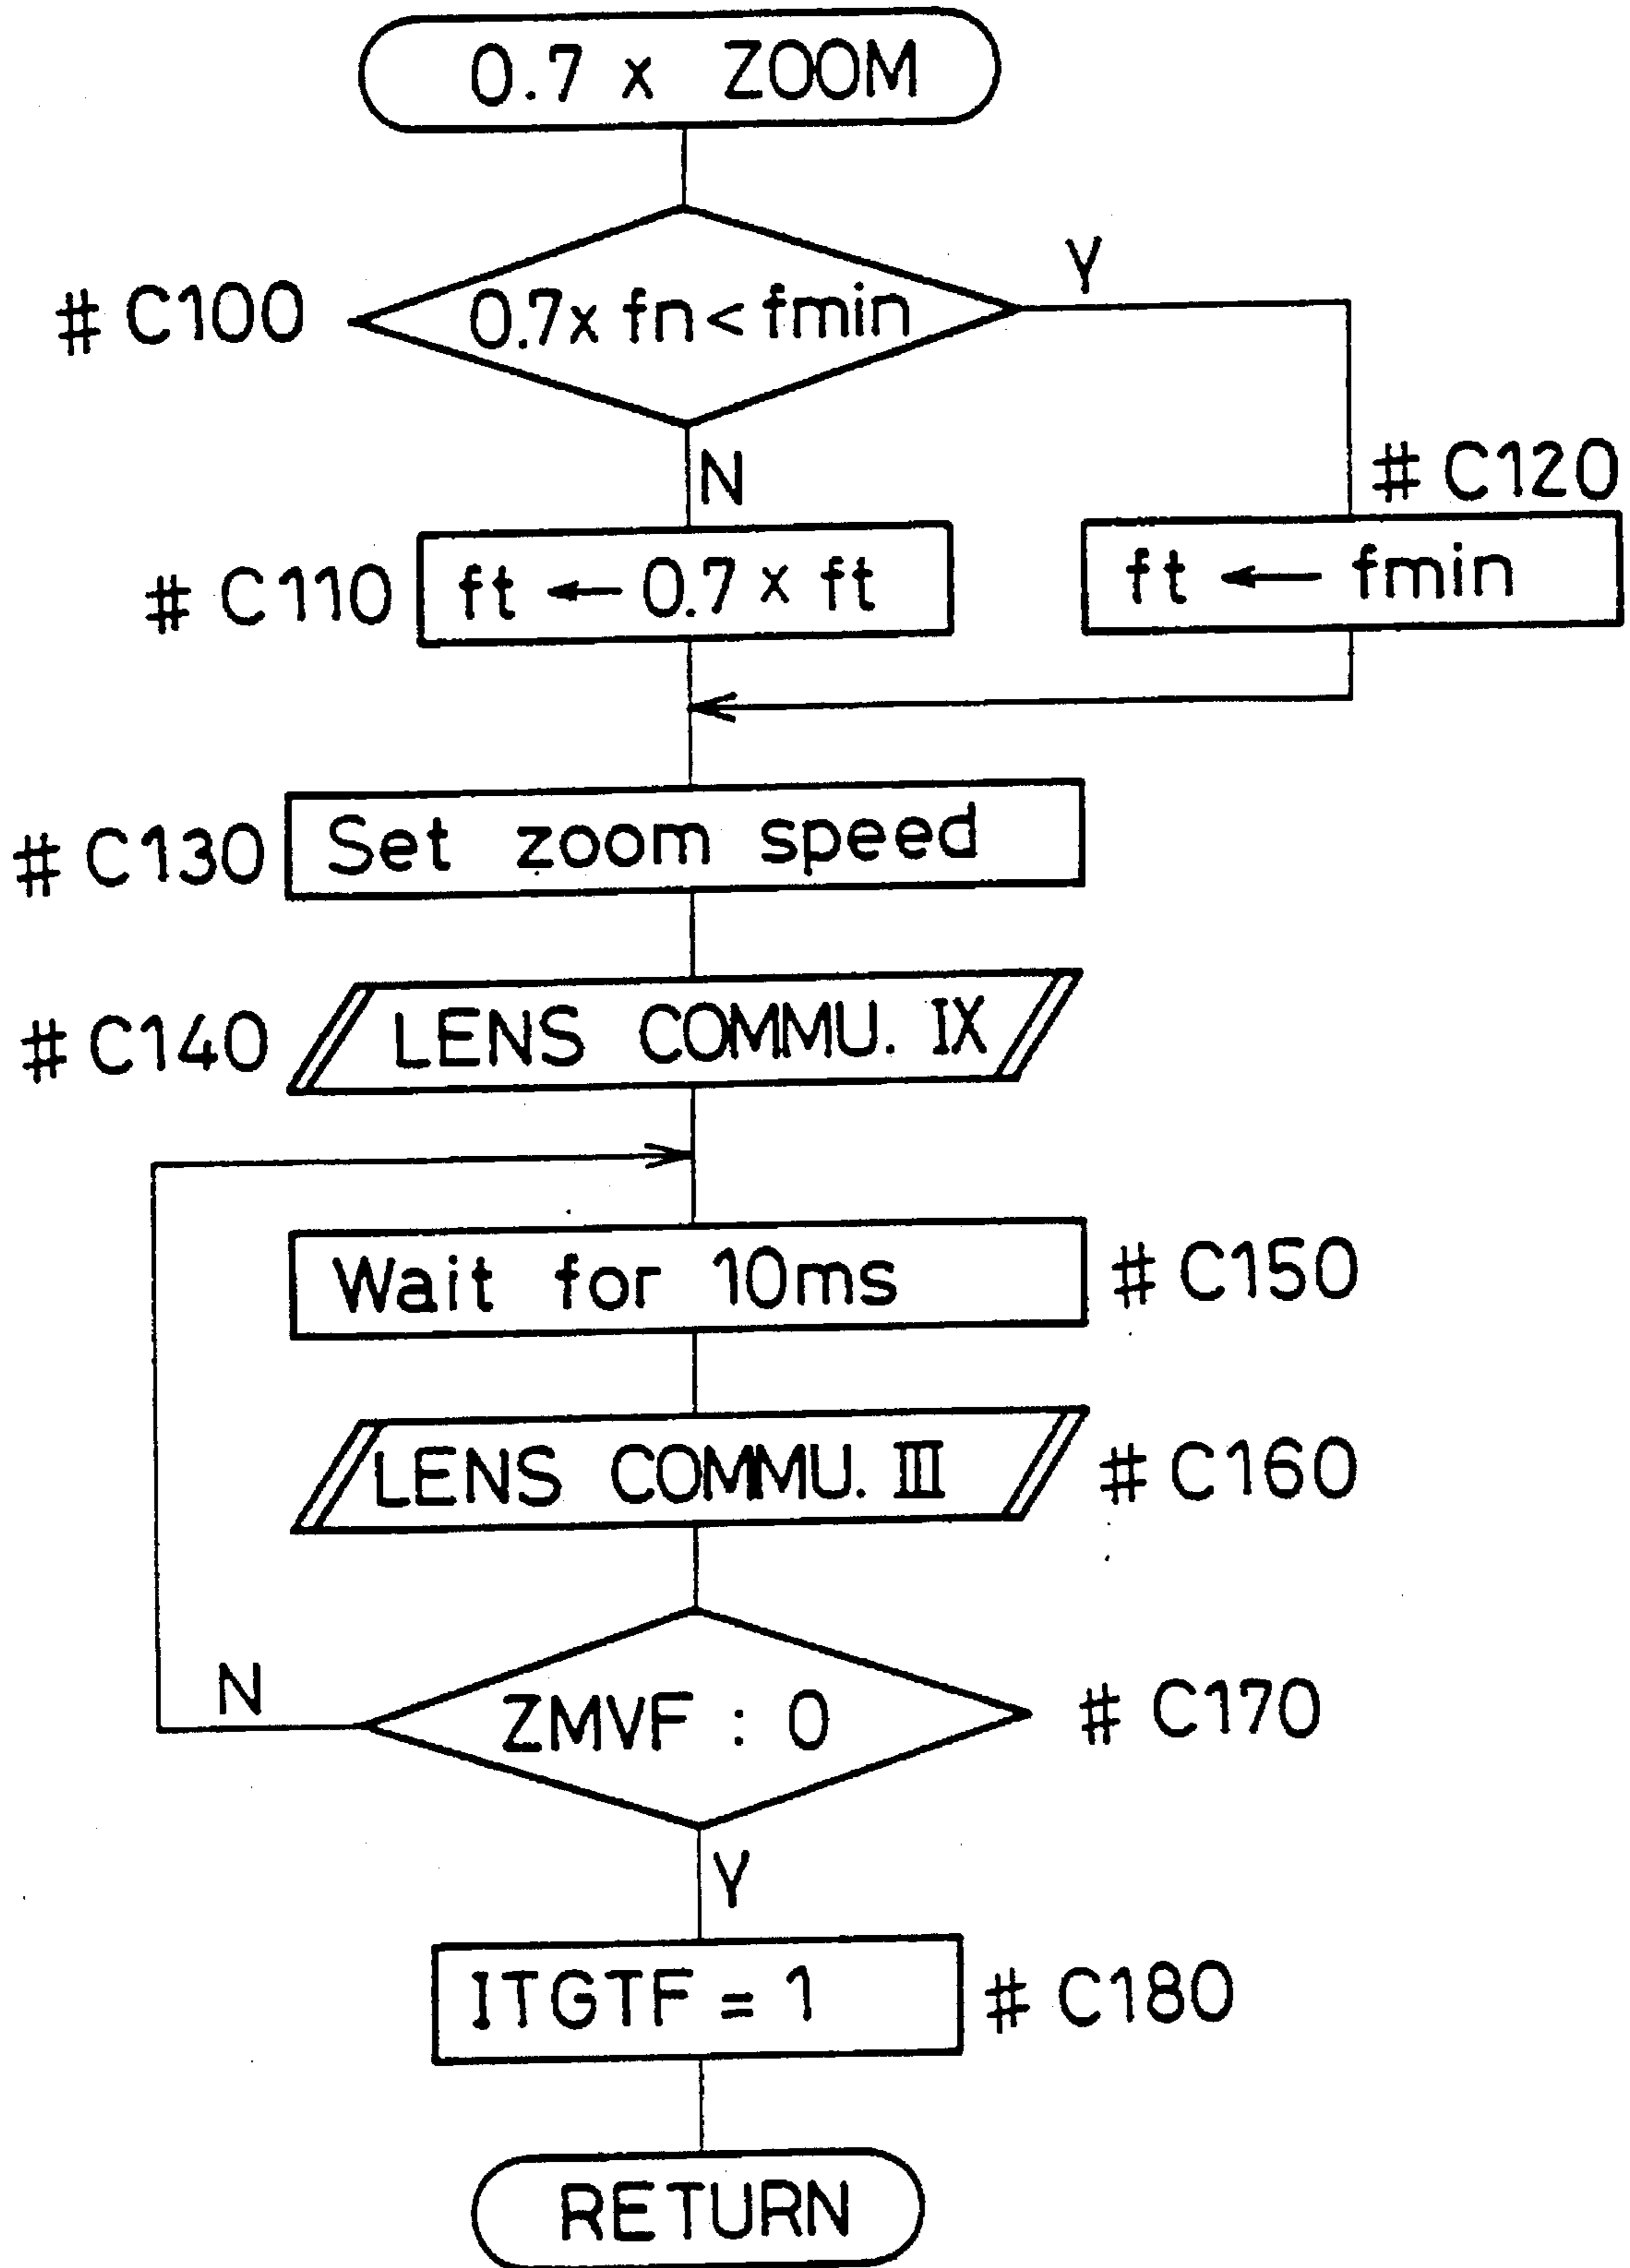 0.7 x ZOOM
# C100
0.7x fn < fmin
Y
N
# C120
# C110
ft ← 0.7 x ft
ft ← fmin
# C130
Set zoom speed
# C140
LENS COMMU. IX
Wait for 10ms
# C150
LENS COMMU. III
# C160
N
ZMVF : 0
# C170
Y
ITGTF = 1
# C180
RETURN